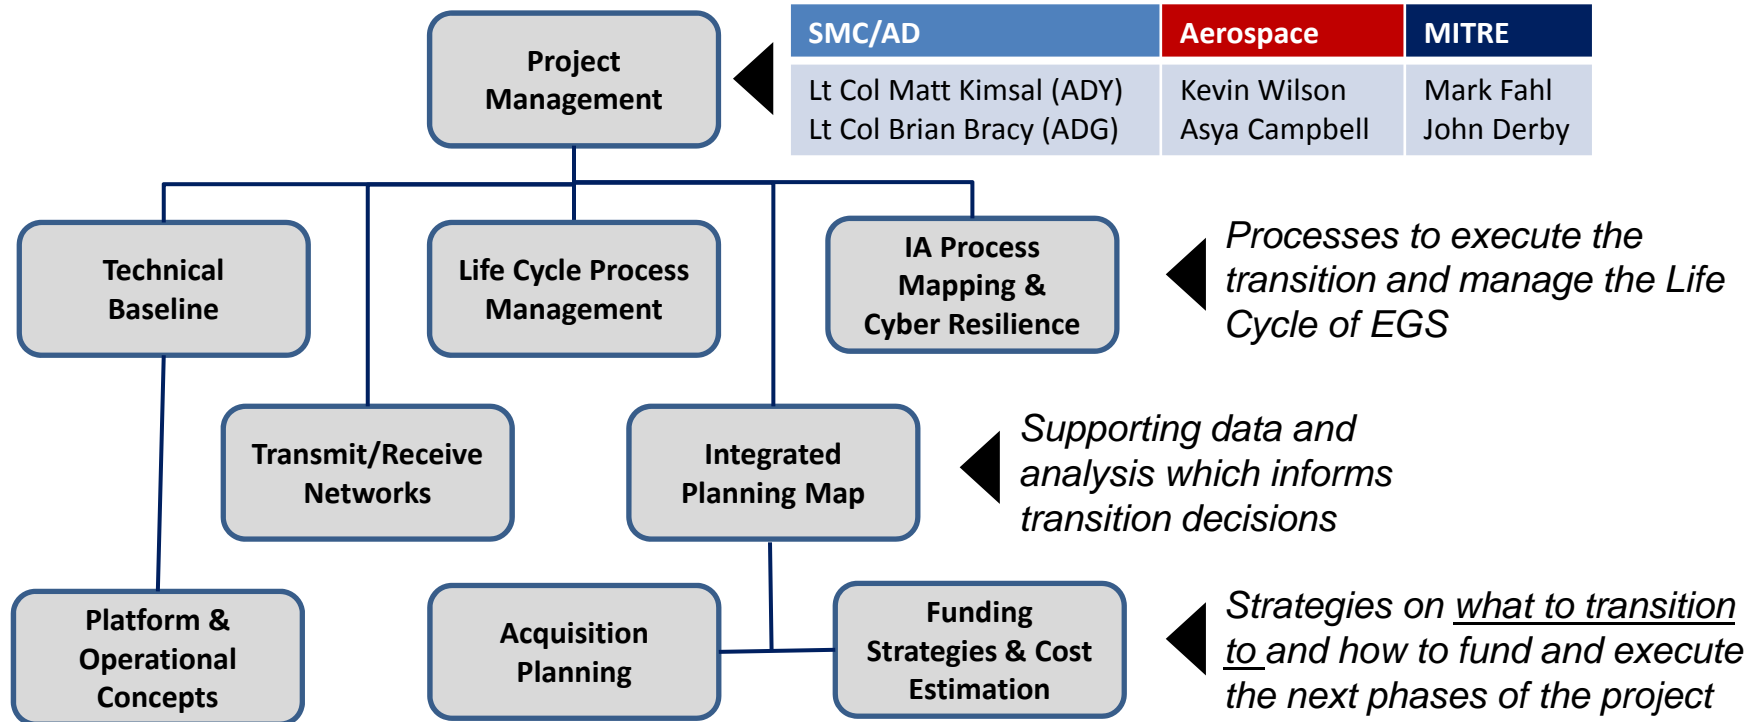 Project
Management
SMC/AD
Aerospace
MITRE
Lt Col Matt Kimsal (ADY)
Kevin Wilson
Mark Fahl
Lt Col Brian Bracy (ADG)
Asya Campbell
John Derby
Technical
Baseline
Life Cycle Process
Management
IA Process
Mapping &
Cyber Resilience
Processes to execute the
transition and manage the Life
Cycle of EGS
Transmit/Receive
Networks
Integrated
Planning Map
Supporting data and
analysis which informs
transition decisions
Platform &
Operational
Concepts
Acquisition
Planning
Funding
Strategies & Cost
Estimation
Strategies on what to transition
to and how to fund and execute
the next phases of the project